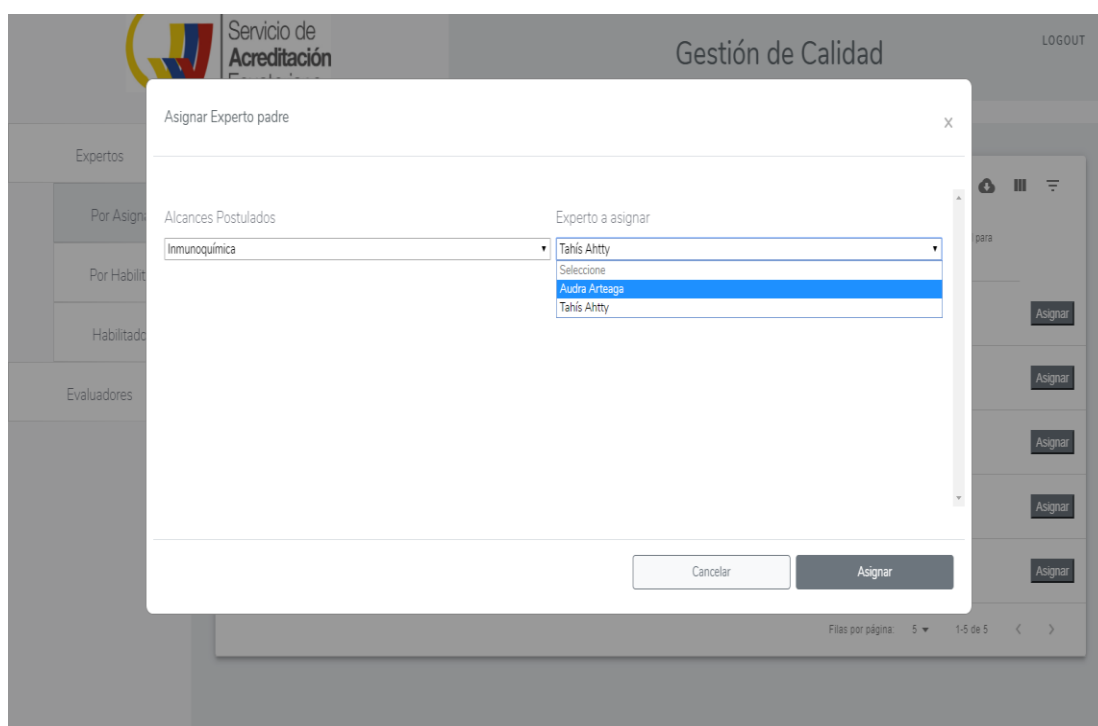 Servicio de
Acreditación
Gestión de Calidad
LOGOUT
Asignar Experto padre
x
Expertos
Por Asign
Por Habilit
Habilitado
Evaluadores
Alcances Postulados
Experto a asignar
Inmunoquímica
Tahís Ahtty
Seleccione
Audra Arteaga
Tahís Ahtty
para
Asignar
Asignar
Asignar
Asignar
Asignar
Cancelar
Asignar
Filas por página: 5 1-5 de 5